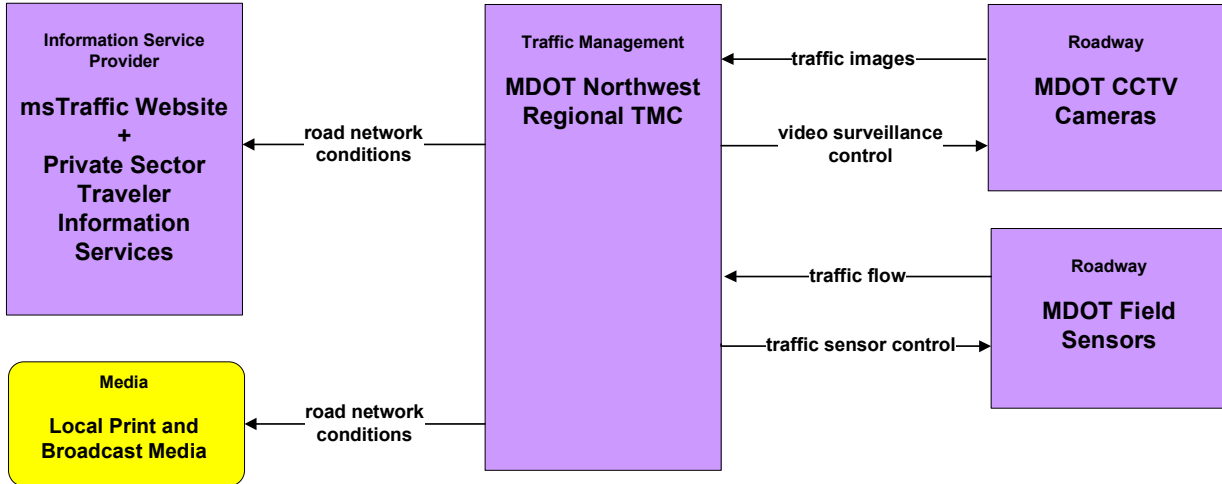 Information Service
Provider
msTraffic Website
+
Private Sector
Traveler
Information
Services
road network
conditions
Media
Local Print and
Broadcast Media
road network
conditions
Traffic Management
MDOT Northwest
Regional TMC
traffic images
video surveillance
control
traffic flow
traffic sensor control
Roadway
MDOT CCTV
Cameras
Roadway
MDOT Field
Sensors